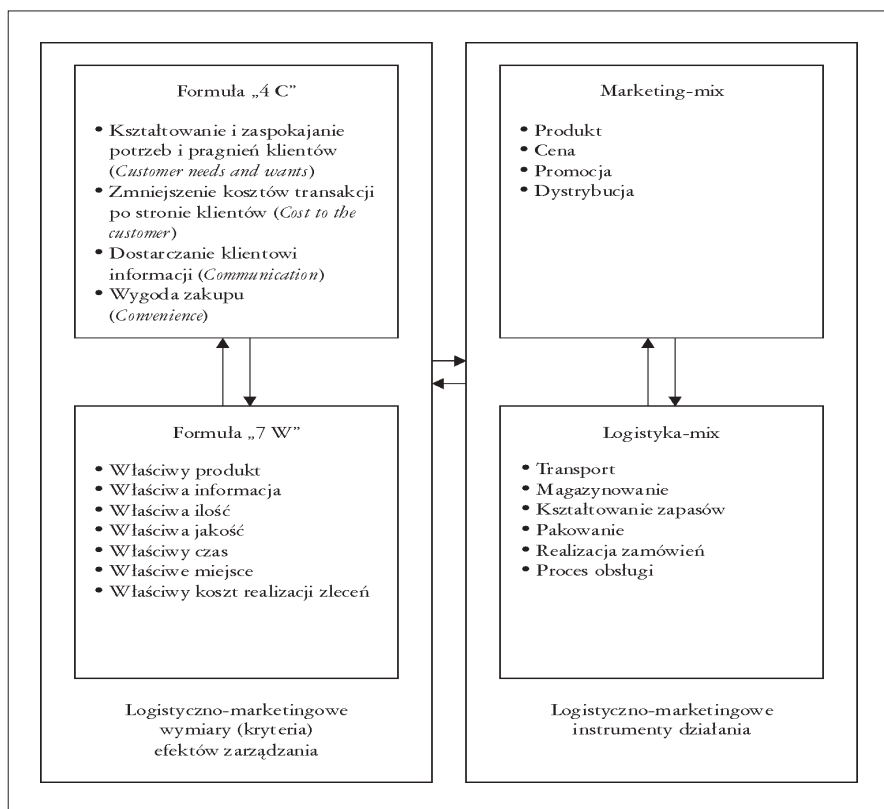 Formuła „4 C”
• Kształtowanie i zaspokajanie
potrzeb i pragnień klientów
(Customer needs and wants)
• Zmniejszenie kosztów transakcji
po stronie klientów (Cost to the
customer)
• Dostarczanie klientowi
informacji (Communication)
• Wygoda zakupu
(Convenience)
Formuła „7 W”
• Właściwy produkt
• Właściwa informacja
• Właściwa ilość
• Właściwa jakość
• Właściwy czas
• Właściwe miejsce
• Właściwy koszt realizacji zleceń
Logistyczno-marketingowe
wymiary (kryteria)
efektów zarządzania
Marketing-mix
• Produkt
• Cena
• Promocja
• Dystrybucja
Logistyka-mix
• Transport
• Magazynowanie
• Kształtowanie zapasów
• Pakowanie
• Realizacja zamówień
• Proces obsługi
Logistyczno-marketingowe
instrumenty działania